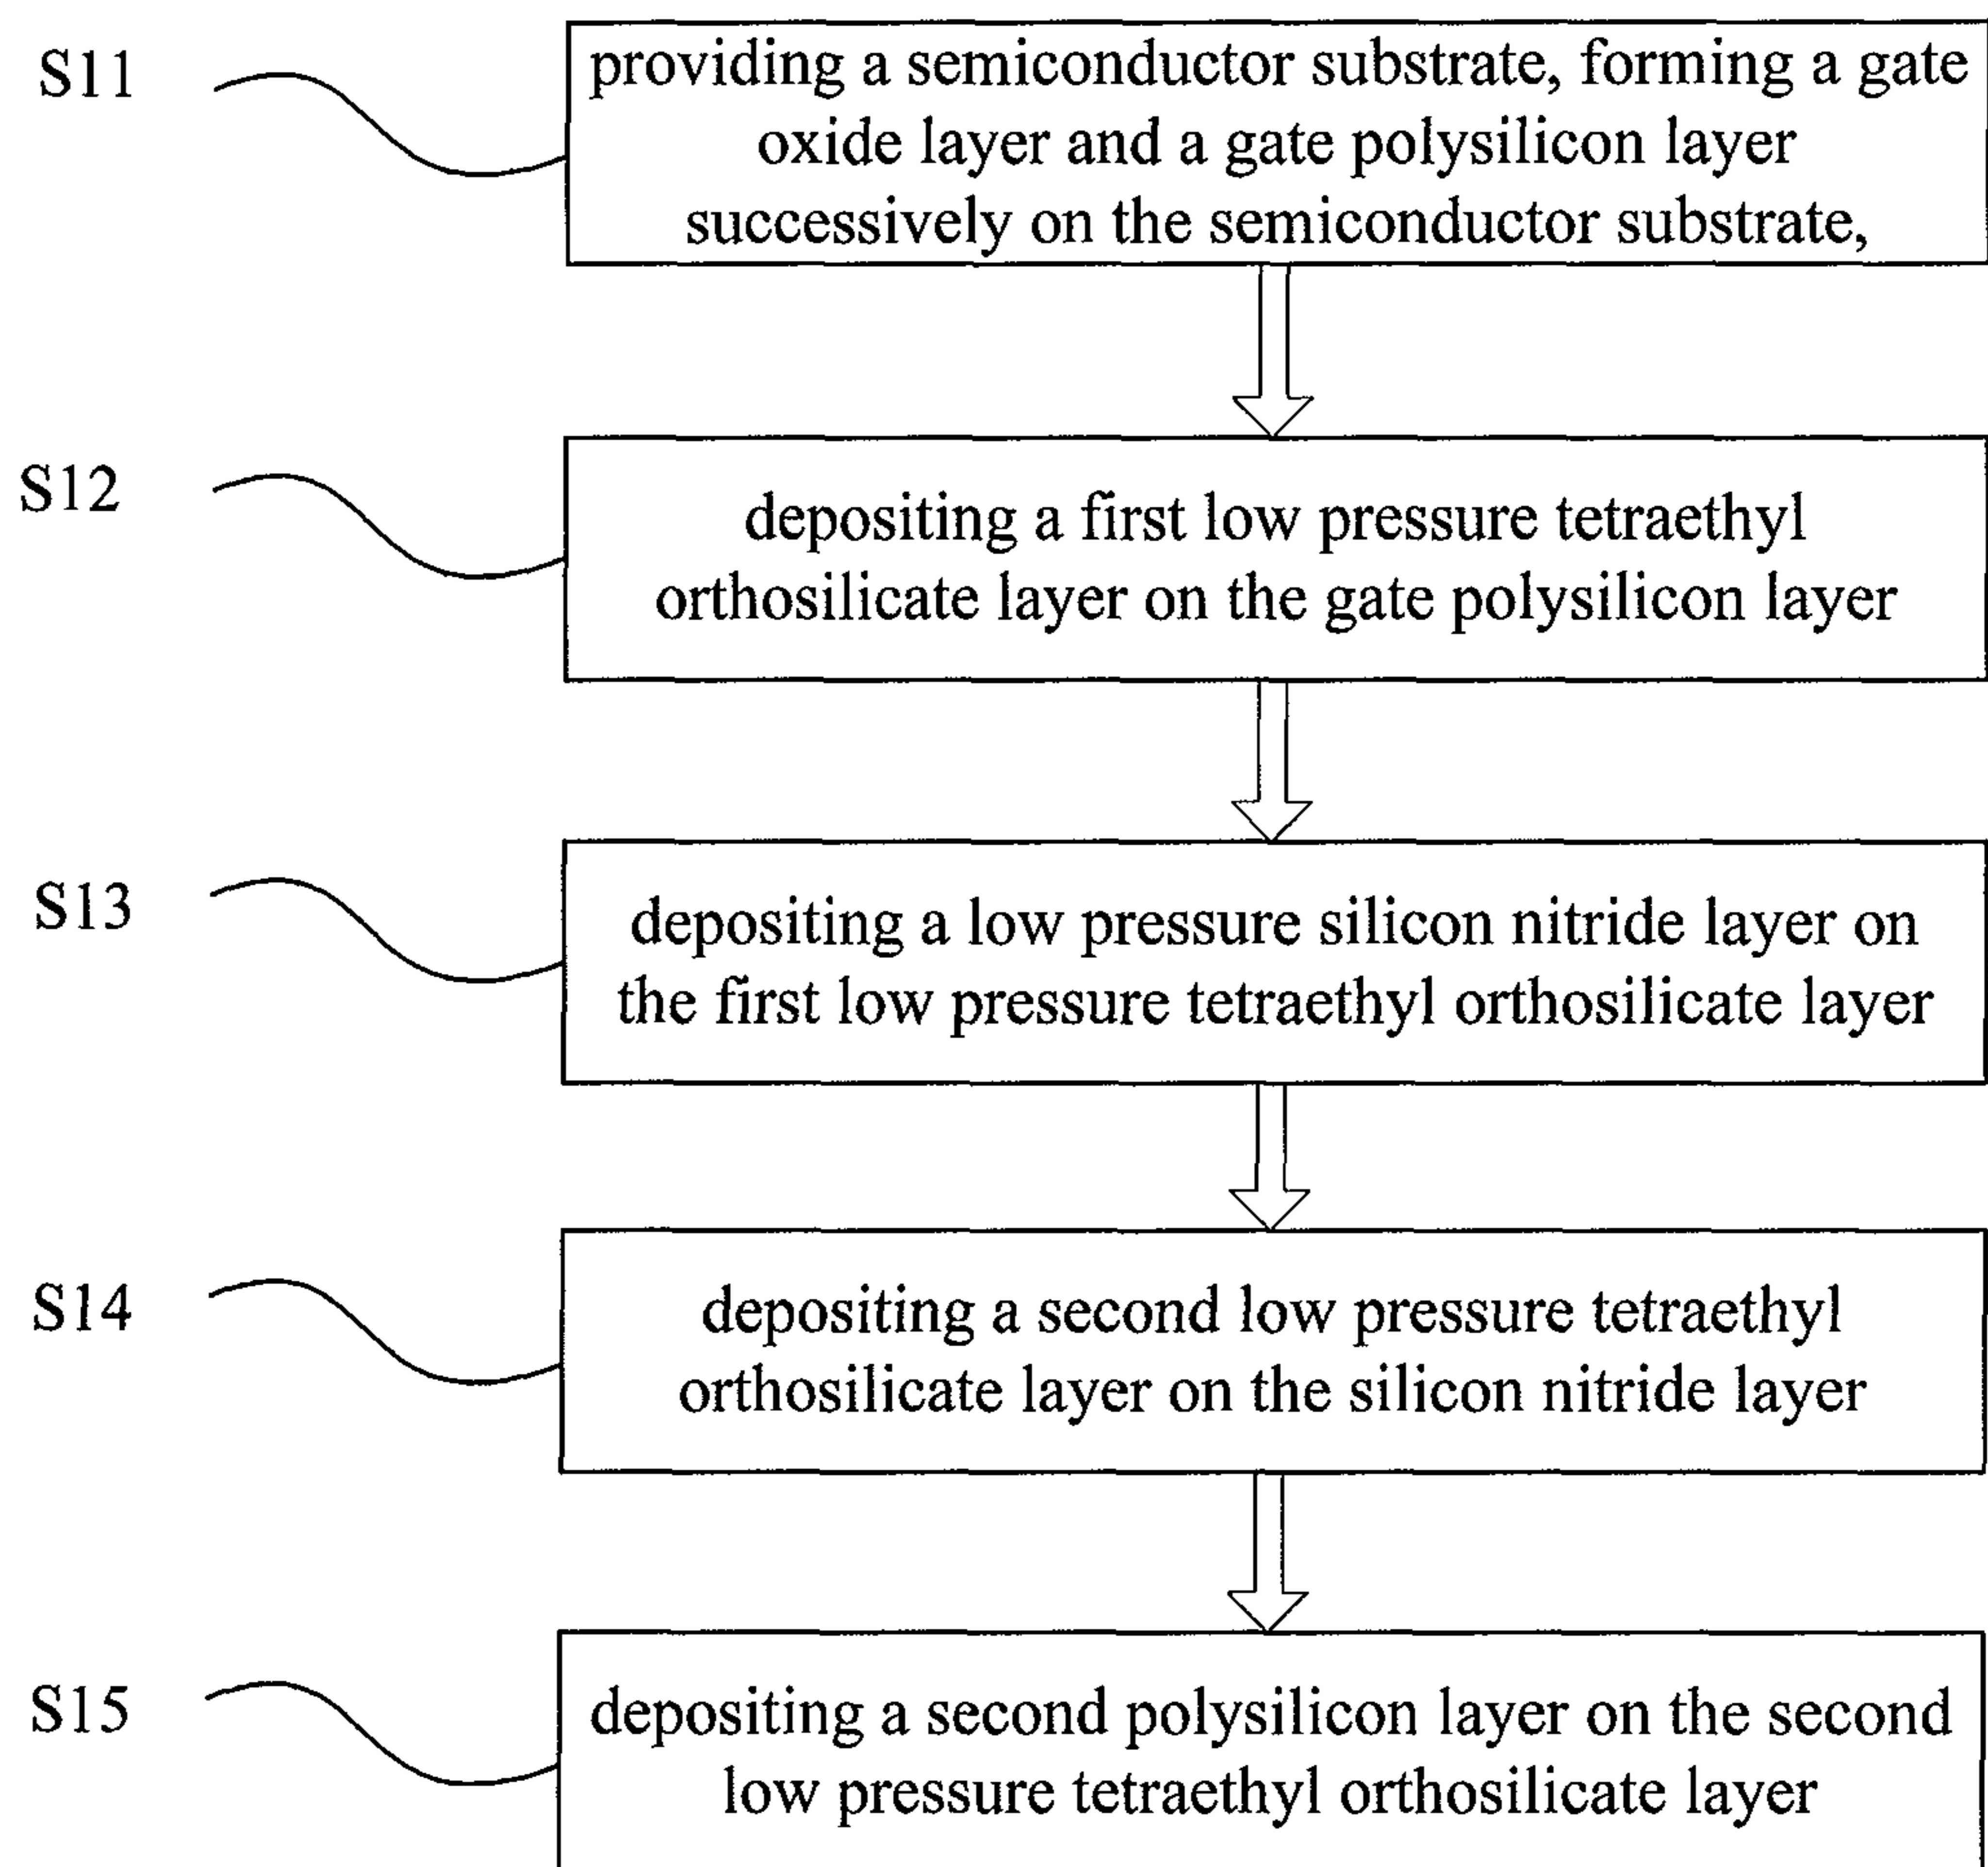 S11
providing a semiconductor substrate, forming a gate
oxide layer and a gate polysilicon layer
successively on the semiconductor substrate,
S12
depositing a first low pressure tetraethyl
orthosilicate layer on the gate polysilicon layer
S13
depositing a low pressure silicon nitride layer on
the first low pressure tetraethyl orthosilicate layer
S14
depositing a second low pressure tetraethyl
orthosilicate layer on the silicon nitride layer
S15
depositing a second polysilicon layer on the second
low pressure tetraethyl orthosilicate layer